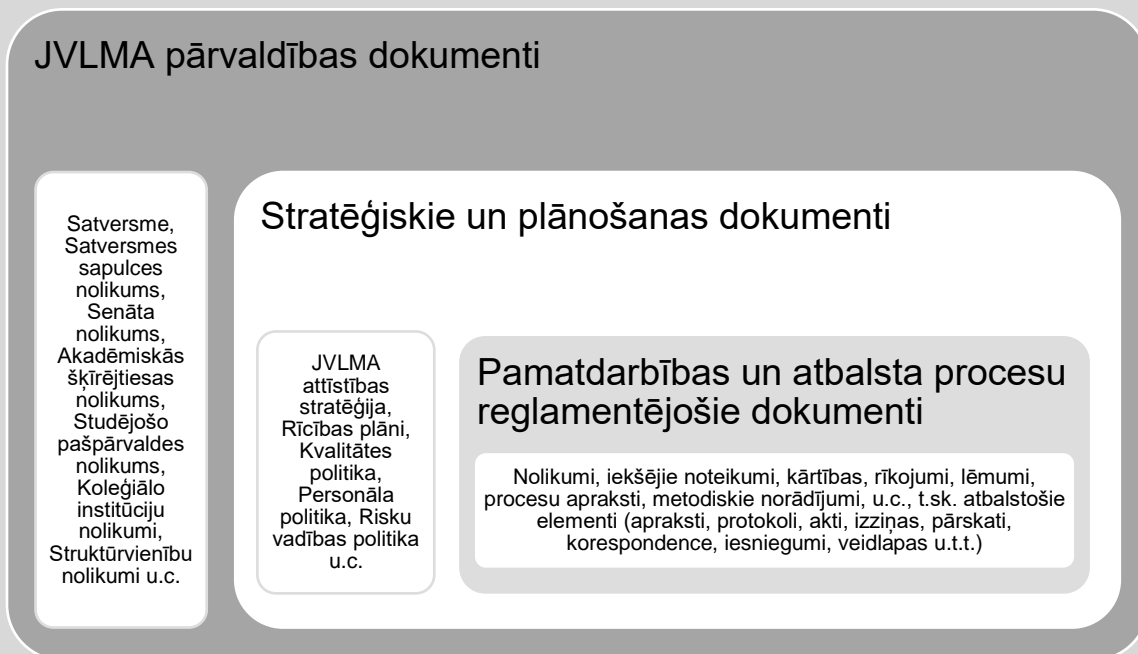 JVLMA pārvaldības dokumenti
Satversme,
Satversmes
sapulces
nolikums,
Senāta
nolikums,
Akadēmiskās
šķīrējtiesas
nolikums,
Studējošo
pašpārvaldes
nolikums,
Koleģiālo
institūciju
nolikumi,
Struktūrvienību
nolikumi u.c.
Stratēģiskie un plānošanas dokumenti
JVLMA
attīstības
stratēģija,
Rīcības plāni,
Kvalitātes
politika,
Personāla
politika, Risku
vadības politika
u.c.
Pamatdarbības un atbalsta procesu
reglamentējošie dokumenti
Nolikumi, iekšējie noteikumi, kārtības, rīkojumi, lēmumi,
procesu apraksti, metodiskie norādījumi, u.c., t.sk. atbalstošie
elementi (apraksti, protokoli, akti, izziņas, pārskati,
korespondence, iesniegumi, veidlapas u.t.t.)